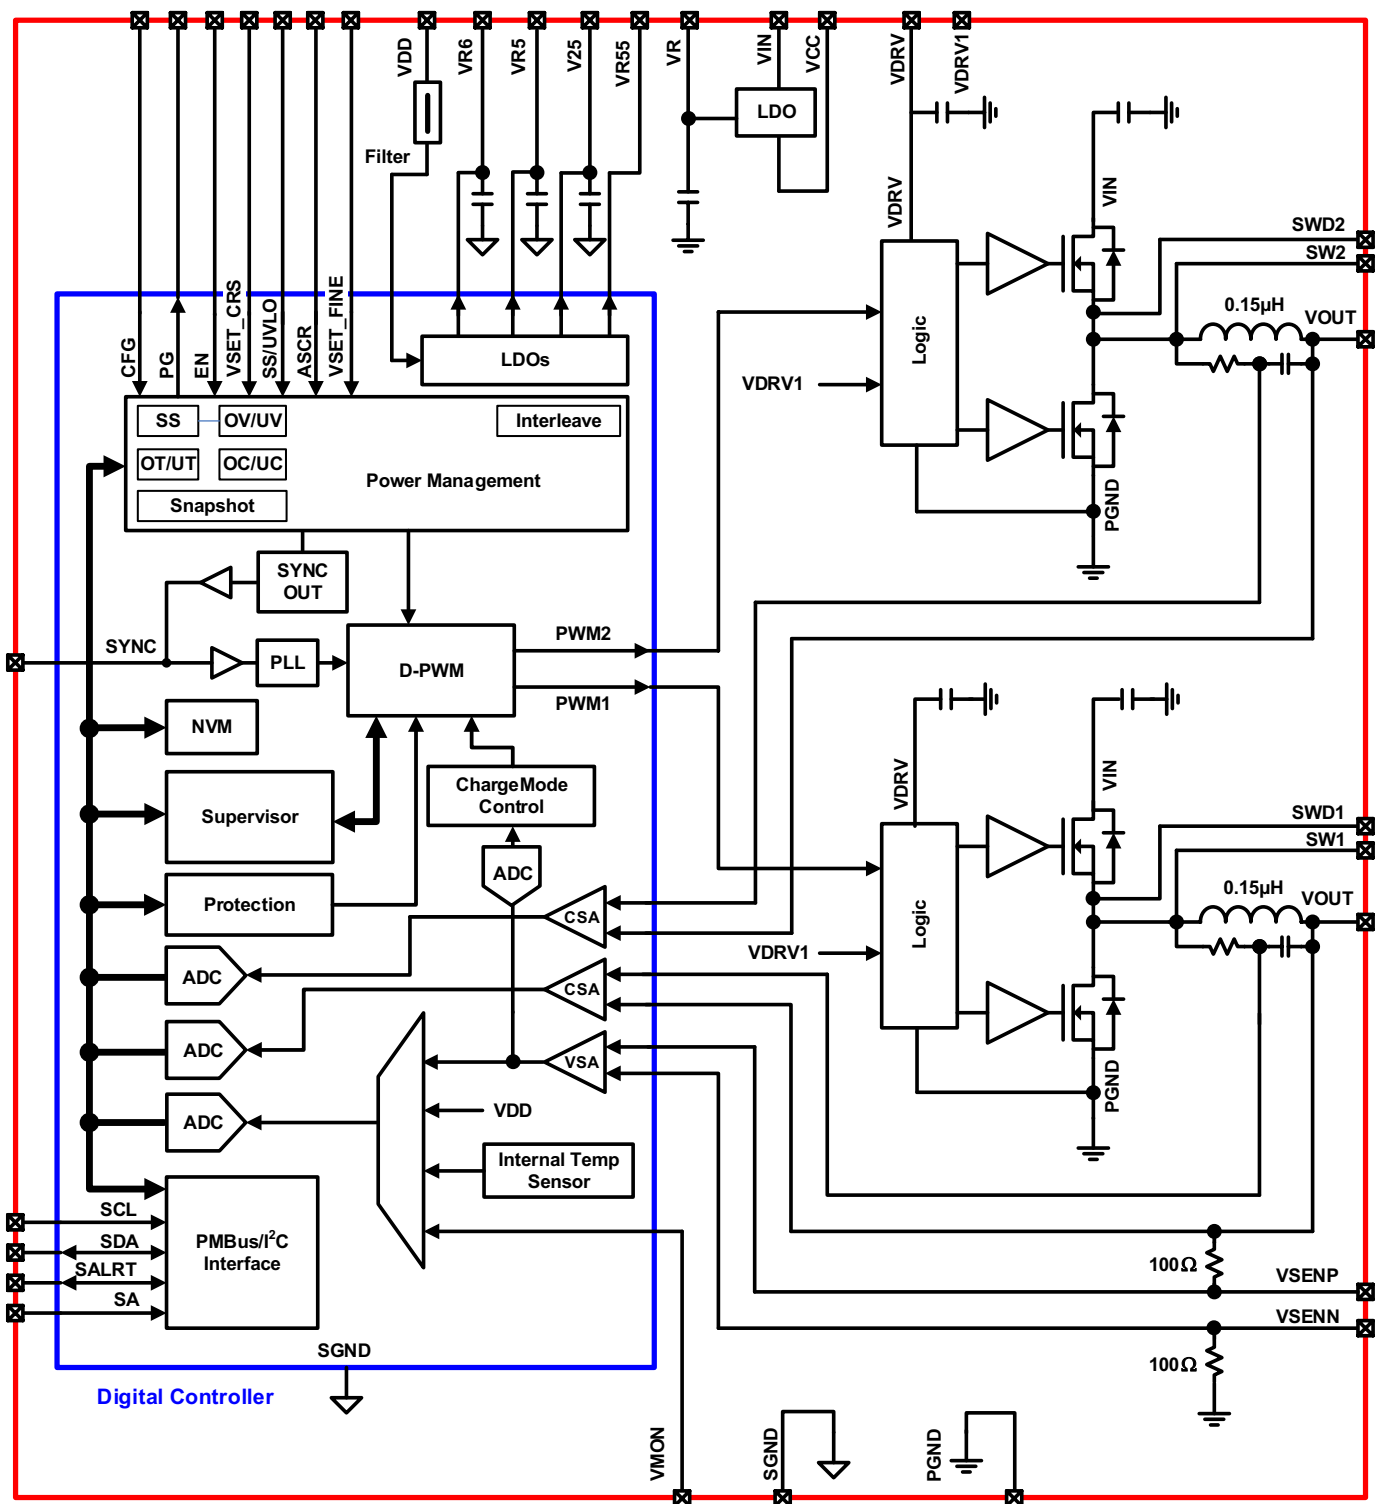 VDD
VR6
VR5
V25
VR55
VR
VIN
VCC
VDRV
VDRV1
LDO
Filter
VDRV
VIN
SWD2
SW2
0.15µH
VOUT
CFG
PG
EN
VSET_CRS
SS/UVLO
ASCR
VSET_FINE
LDOs
Logic
VDRV1
SS
OV/UV
Interleave
OT/UT
OC/UC
Power Management
Snapshot
PGND
SYNC
OUT
SYNC
PLL
D-PWM
PWM2
PWM1
NVM
ChargeMode
Control
Supervisor
ADC
VDRV
VIN
SWD1
SW1
0.15µH
VOUT
Protection
CSA
Logic
VDRV1
ADC
CSA
ADC
VSA
PGND
ADC
VDD
Internal Temp
Sensor
SCL
SDA
SALRT
SA
PMBus/I²C
Interface
100Ω
VSENP
VSENN
100Ω
SGND
Digital Controller
VMON
SGND
PGND